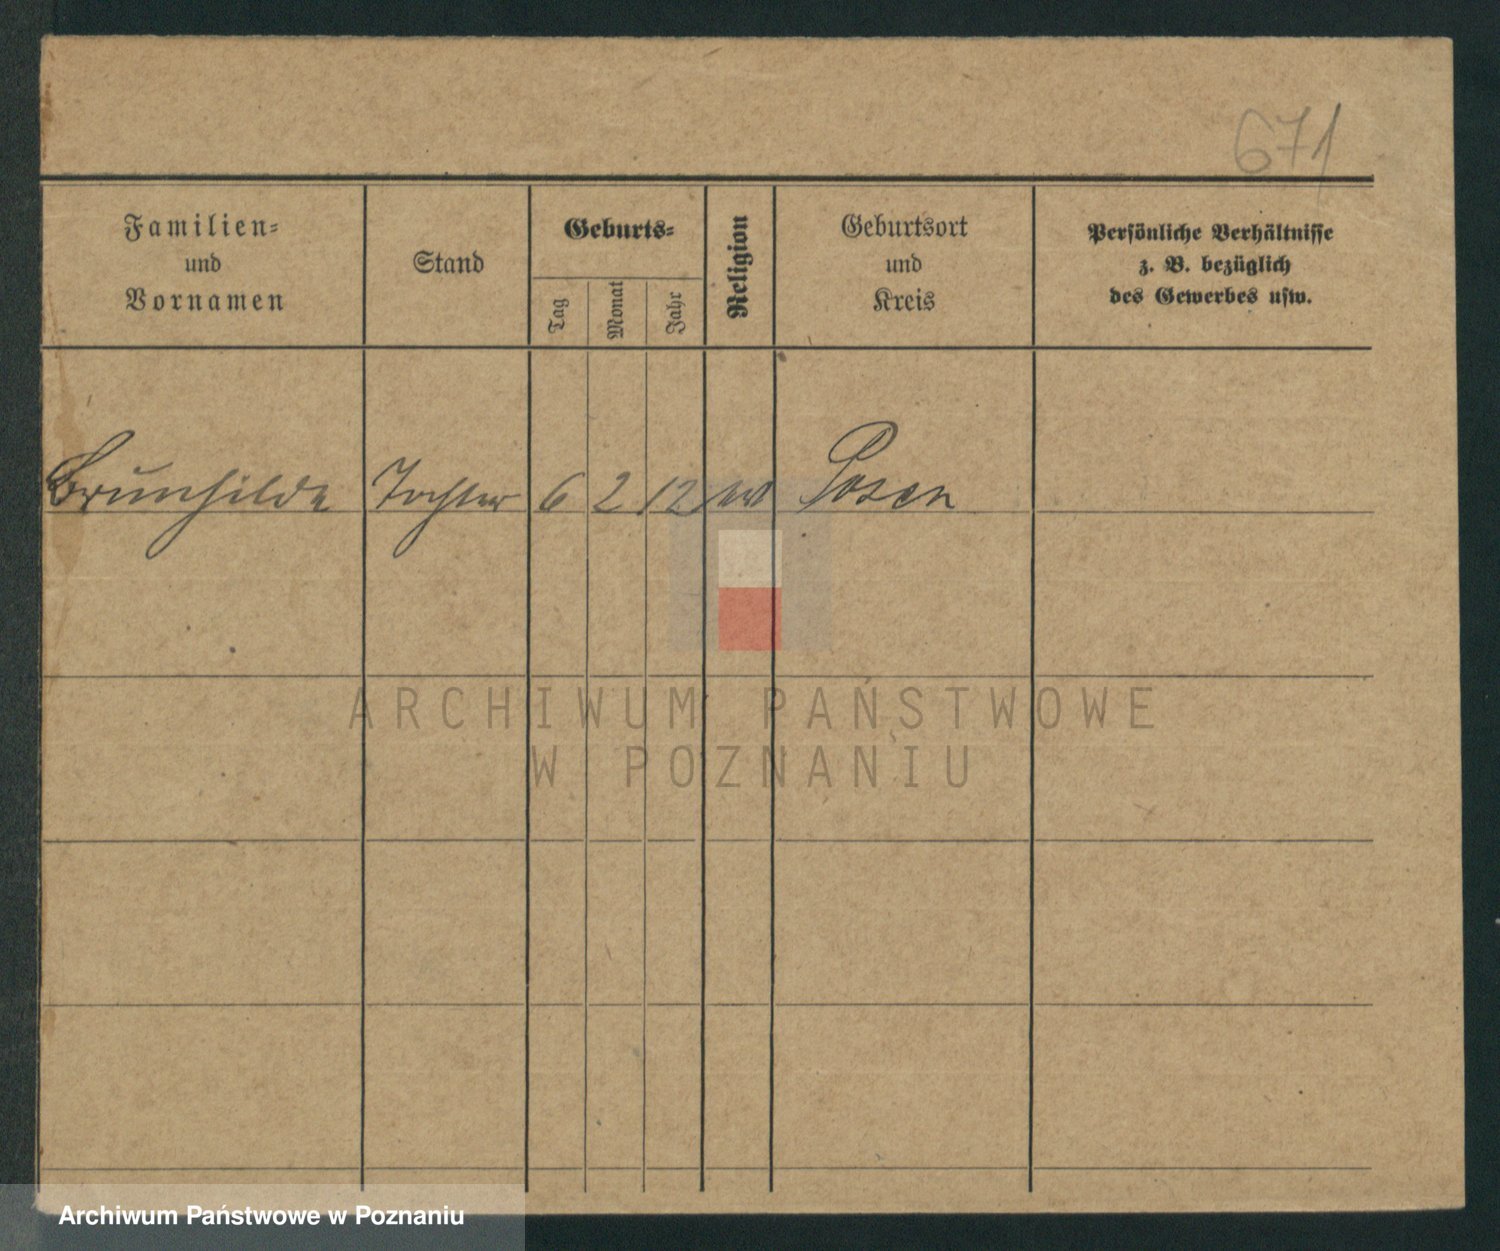 671
Familien-
und
Vornamen
Stand
Geburts-
Tag
Monat
Jahr
Religion
Geburtsort
und
Kreis
Persönliche Verhältnisse
z. B. bezüglich
des Gewerbes usw.
Brunhilde Tochter 6 2 12 Posen
ARCHIWUM PAŃSTWOWE
W POZNANIU
Archiwum Państwowe w Poznaniu